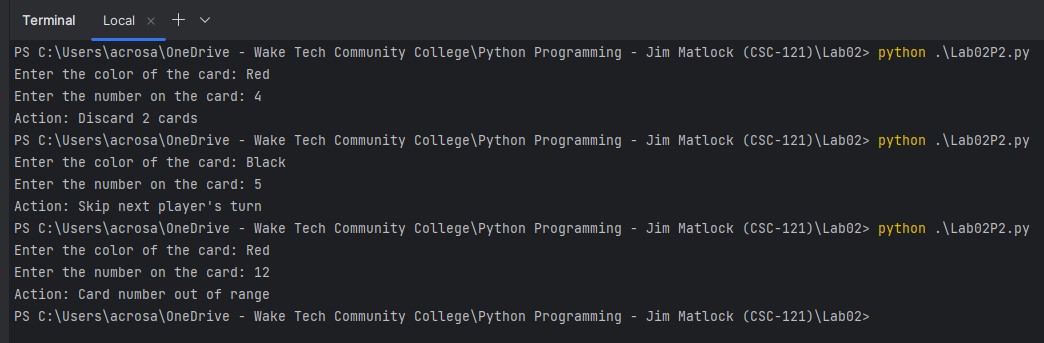 Terminal Local × +
PS C:\Users\acrosa\OneDrive - Wake Tech Community College\Python Programming - Jim Matlock (CSC-121)\Lab02> python .\Lab02P2.py
Enter the color of the card: Red
Enter the number on the card: 4
Action: Discard 2 cards
PS C:\Users\acrosa\OneDrive - Wake Tech Community College\Python Programming - Jim Matlock (CSC-121)\Lab02> python .\Lab02P2.py
Enter the color of the card: Black
Enter the number on the card: 5
Action: Skip next player's turn
PS C:\Users\acrosa\OneDrive - Wake Tech Community College\Python Programming - Jim Matlock (CSC-121)\Lab02> python .\Lab02P2.py
Enter the color of the card: Red
Enter the number on the card: 12
Action: Card number out of range
PS C:\Users\acrosa\OneDrive - Wake Tech Community College\Python Programming - Jim Matlock (CSC-121)\Lab02>